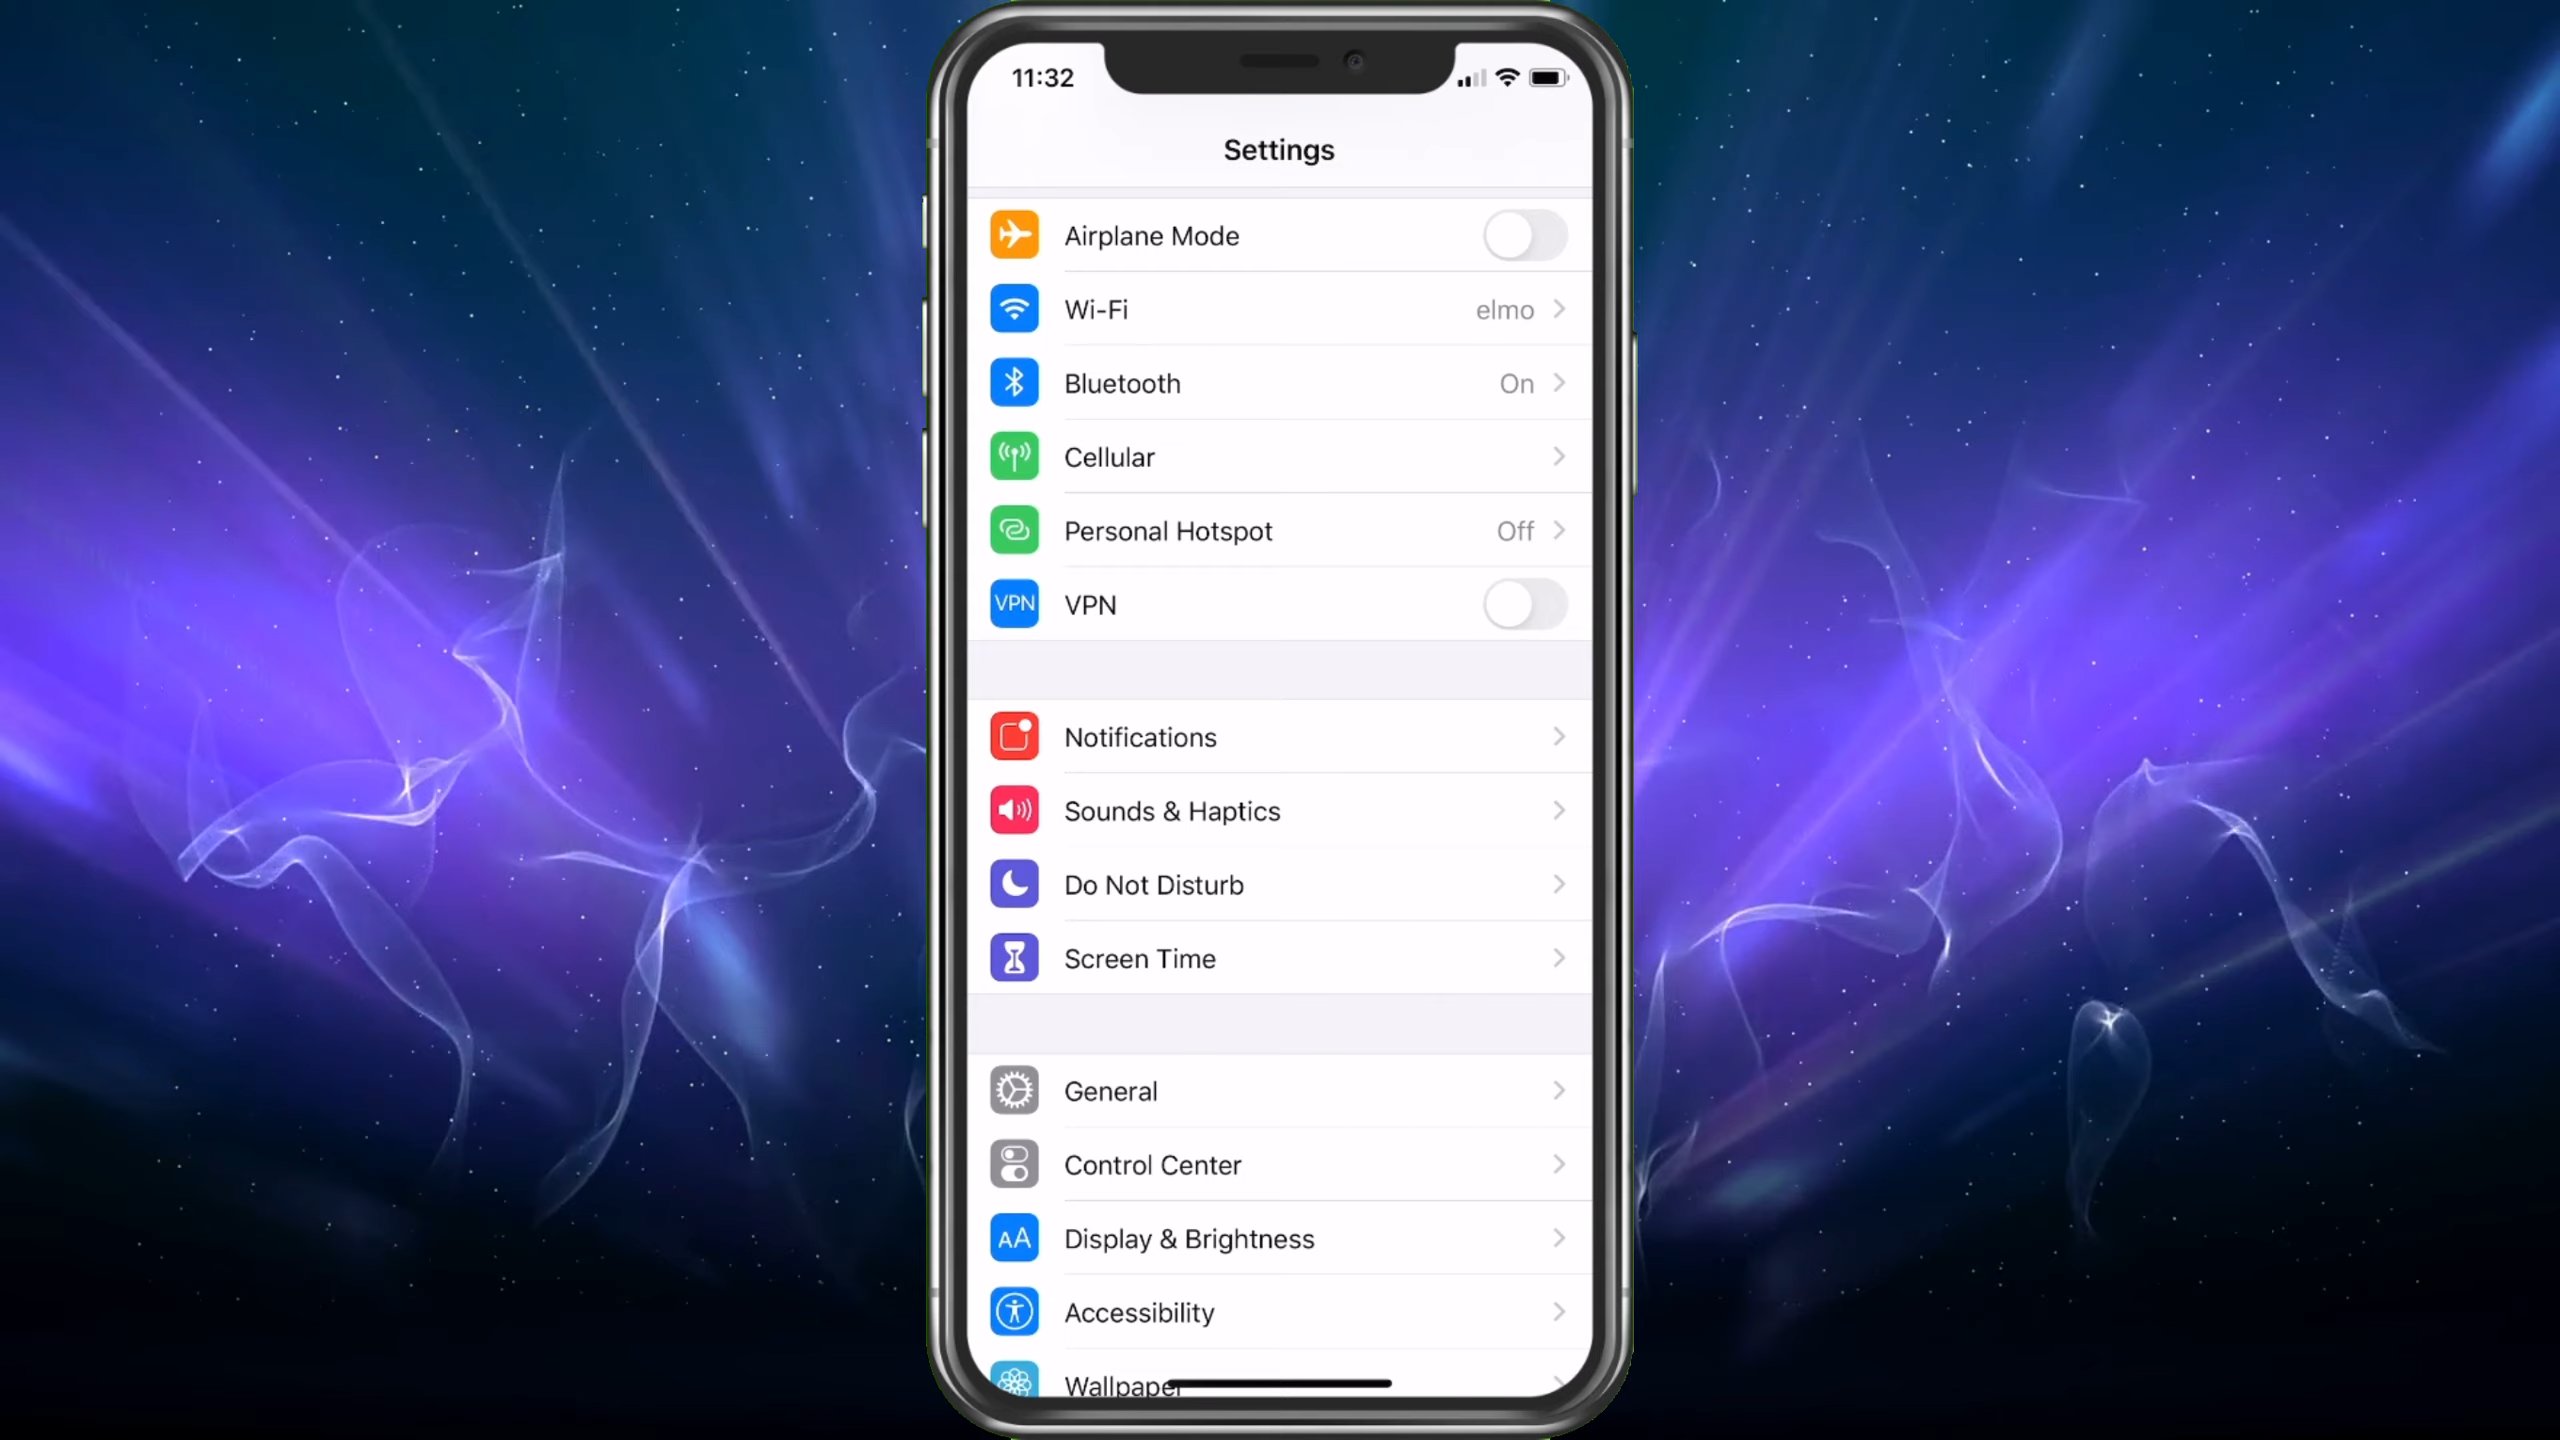 11:32
Settings
Airplane Mode
Wi-Fi elmo
Bluetooth On
Cellular
Personal Hotspot Off
VPN VPN
Notifications
Sounds & Haptics
Do Not Disturb
Screen Time
General
Control Center
AA Display & Brightness
Accessibility
Wallpaper